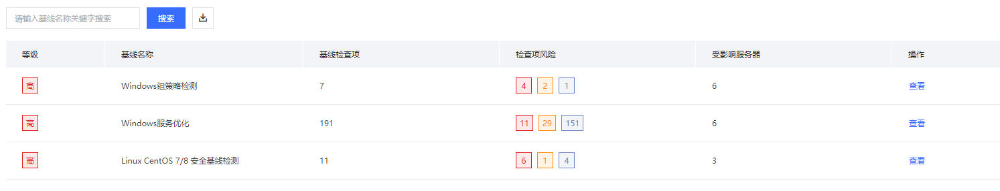 请输入基线名称关键字搜索 搜索
等级 基线名称 基线检查项 检查项风险 受影响服务器 操作
高 Windows组策略检测 7 4 2 1 6 查看
高 Windows服务优化 191 11 29 151 6 查看
高 Linux CentOS 7/8 安全基线检测 11 6 1 4 3 查看